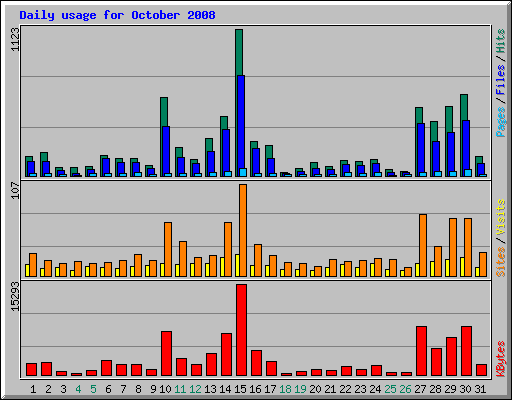 Daily usage for October 2008
1123
Pages / Files / Hits
107
Sites / Visits
15293
KBytes
1 2 3 4 5 6 7 8 9 10 11 12 13 14 15 16 17 18 19 20 21 22 23 24 25 26 27 28 29 30 31